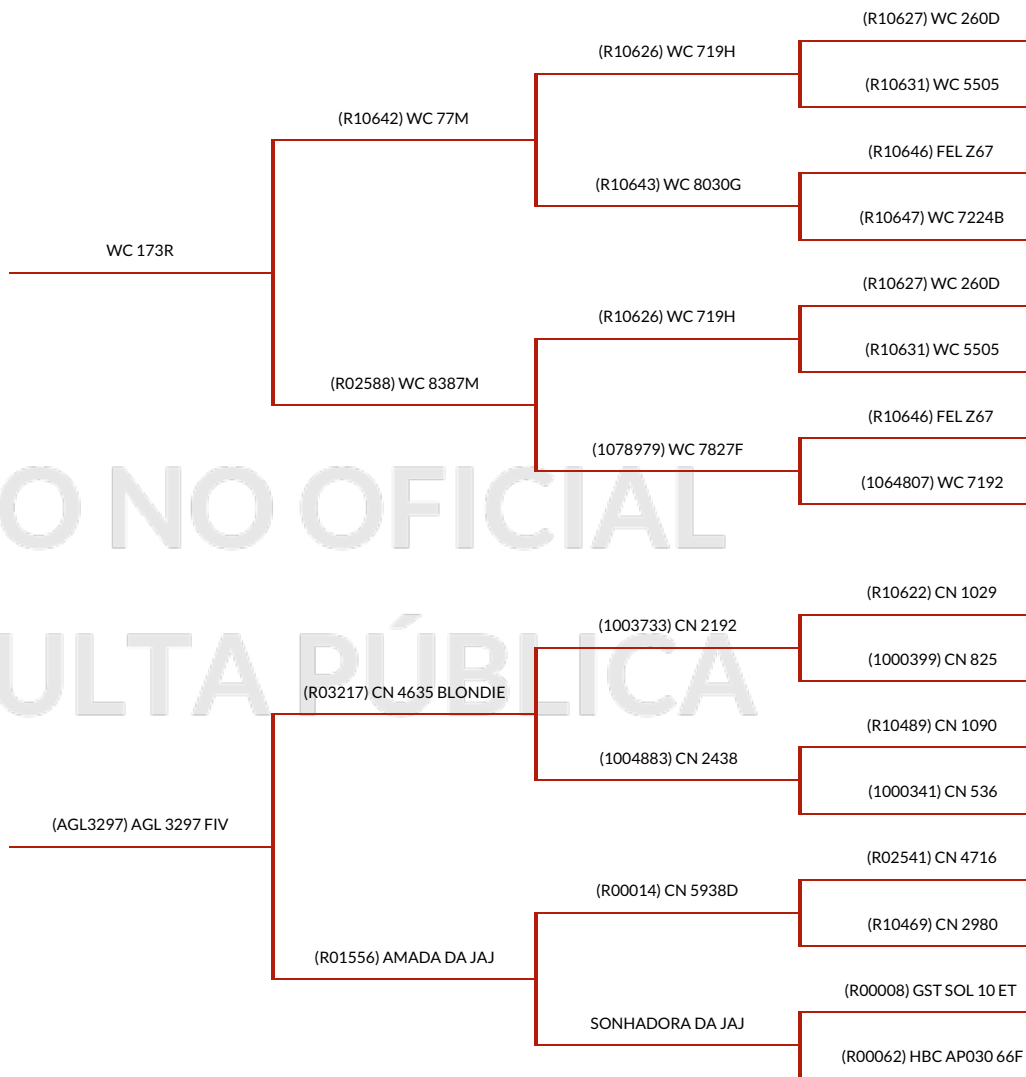 (R10627) WC 260D
(R10626) WC 719H
(R10631) WC 5505
(R10642) WC 77M
(R10646) FEL Z67
(R10643) WC 8030G
(R10647) WC 7224B
WC 173R
(R10627) WC 260D
(R10626) WC 719H
(R10631) WC 5505
(R02588) WC 8387M
(R10646) FEL Z67
(1078979) WC 7827F
(1064807) WC 7192
O NO OFICIAL
(R10622) CN 1029
(1003733) CN 2192
(1000399) CN 825
ULTA PÚBLICA
(R03217) CN 4635 BLONDIE
(R10489) CN 1090
(1004883) CN 2438
(1000341) CN 536
(AGL3297) AGL 3297 FIV
(R02541) CN 4716
(R00014) CN 5938D
(R10469) CN 2980
(R01556) AMADA DA JAJ
(R00008) GST SOL 10 ET
SONHADORA DA JAJ
(R00062) HBC AP030 66F